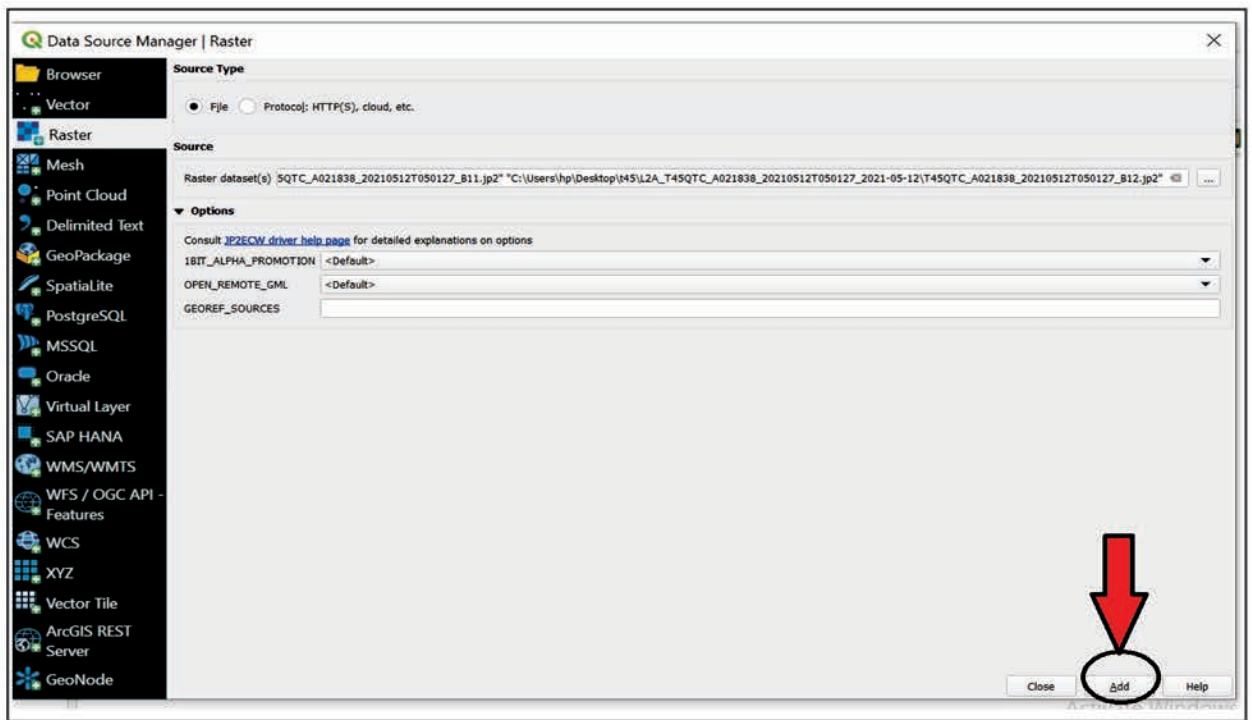 Data Source Manager | Raster
Browser
Vector
Raster
Mesh
Point Cloud
Delimited Text
GeoPackage
SpatiaLite
PostgreSQL
MSSQL
Oracle
Virtual Layer
SAP HANA
WMS/WMTS
WFS / OGC API -
Features
WCS
XYZ
Vector Tile
ArcGIS REST
Server
GeoNode
Source Type
File Protocol: HTTP(S), cloud, etc.
Source
Raster dataset(s) 5QTC_A021838_20210512T050127_B11.jp2" "C:\Users\hp\Desktop\t45\L2A_T45QTC_A021838_20210512T050127_2021-05-12\T45QTC_A021838_20210512T050127_B12.jp2" ...
Options
Consult JP2ECW driver help page for detailed explanations on options
1BIT_ALPHA_PROMOTION <Default>
OPEN_REMOTE_GML <Default>
GEOREF_SOURCES
Close Add Help
Activate Windows